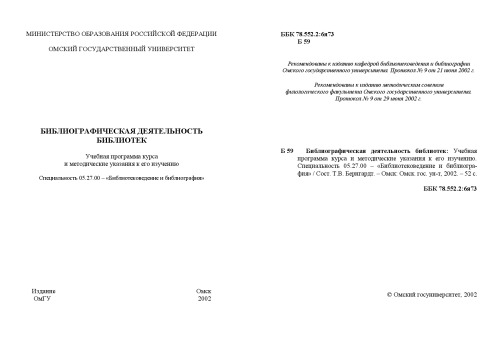 МИНИСТЕРСТВО ОБРАЗОВАНИЯ РОССИЙСКОЙ ФЕДЕРАЦИИ
ОМСКИЙ ГОСУДАРСТВЕННЫЙ УНИВЕРСИТЕТ
БИБЛИОГРАФИЧЕСКАЯ ДЕЯТЕЛЬНОСТЬ
БИБЛИОТЕК
Учебная программа курса
и методические указания к его изучению
Специальность 05.27.00 – «Библиотековедение и библиография»
Издание
ОмГУ
Омск
2002
ББК 78.552.2:6я73
Б 59
Рекомендованы к изданию кафедрой библиотековедения и библиографии
Омского государственного университета. Протокол № 9 от 21 июня 2002 г.
Рекомендованы к изданию методическим советом
филологического факультета Омского государственного университета.
Протокол № 9 от 29 июня 2002 г.
Б 59 Библиографическая деятельность библиотек: Учебная
программа курса и методические указания к его изучению.
Специальность 05.27.00 – «Библиотековедение и библиогра-
фия» / Сост. Т.В. Бернгардт. – Омск: Омск. гос. ун-т, 2002. – 52 с.
ББК 78.552.2:6я73
© Омский госуниверситет, 2002